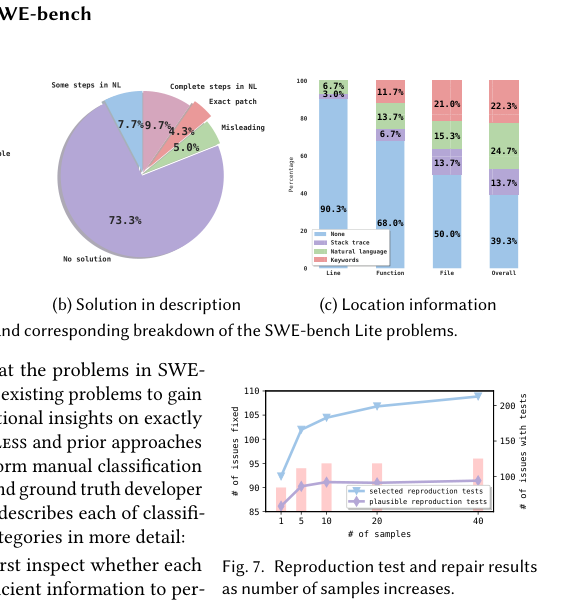 SWE-bench
Some steps in NL
Complete steps in NL
Exact patch
Misleading
7.7%
9.7%
4.3%
5.0%
73.3%
No solution
100
80
60
40
20
0
Percentage
6.7%
3.0%
90.3%
11.7%
13.7%
6.7%
68.0%
21.0%
15.3%
13.7%
50.0%
22.3%
24.7%
13.7%
39.3%
None
Stack trace
Natural language
Keywords
Line
Function
File
Overall
(b) Solution in description
(c) Location information
and corresponding breakdown of the SWE-bench Lite problems.
at the problems in SWE-
existing problems to gain
tional insights on exactly
LESS and prior approaches
orm manual classification
nd ground truth developer
describes each of classifi-
tegories in more detail:
rst inspect whether each
icient information to per-
110
105
100
95
90
85
# of issues fixed
200
150
100
# of issues with tests
selected reproduction tests
plausible reproduction tests
1
5
10
20
40
# of samples
Fig. 7. Reproduction test and repair results
as number of samples increases.